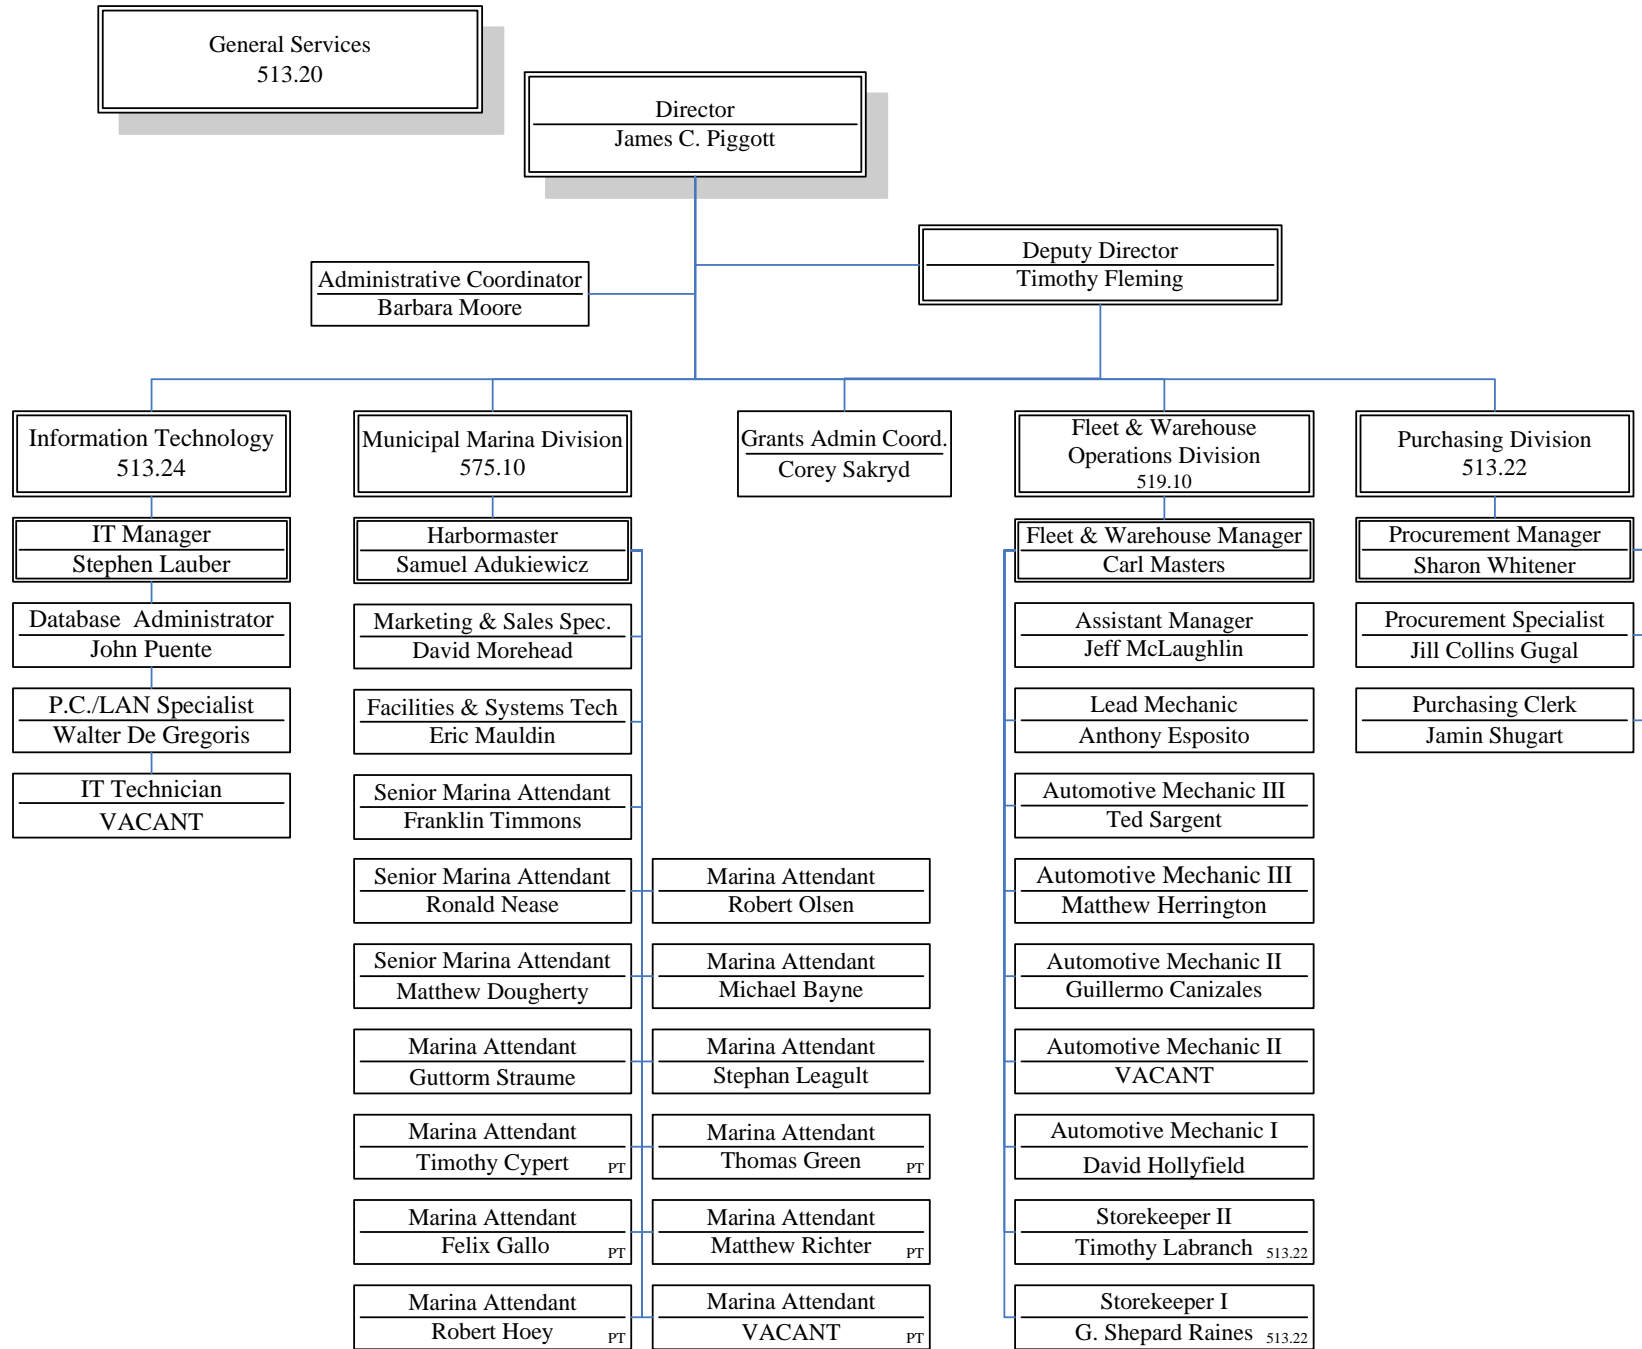 General Services
513.20
Director
James C. Piggott
Deputy Director
Timothy Fleming
Administrative Coordinator
Barbara Moore
Information Technology
513.24
IT Manager
Stephen Lauber
Database Administrator
John Puente
P.C./LAN Specialist
Walter De Gregoris
IT Technician
VACANT
Municipal Marina Division
575.10
Harbormaster
Samuel Adukiewicz
Marketing & Sales Spec.
David Morehead
Facilities & Systems Tech
Eric Mauldin
Senior Marina Attendant
Franklin Timmons
Senior Marina Attendant
Ronald Nease
Senior Marina Attendant
Matthew Dougherty
Marina Attendant
Guttorm Straume
Marina Attendant
Timothy Cypert PT
Marina Attendant
Felix Gallo PT
Marina Attendant
Robert Hoey PT
Marina Attendant
Robert Olsen
Marina Attendant
Michael Bayne
Marina Attendant
Stephan Leagult
Marina Attendant
Thomas Green PT
Marina Attendant
Matthew Richter PT
Marina Attendant
VACANT PT
Grants Admin Coord.
Corey Sakryd
Fleet & Warehouse
Operations Division
519.10
Fleet & Warehouse Manager
Carl Masters
Assistant Manager
Jeff McLaughlin
Lead Mechanic
Anthony Esposito
Automotive Mechanic III
Ted Sargent
Automotive Mechanic III
Matthew Herrington
Automotive Mechanic II
Guillermo Canizales
Automotive Mechanic II
VACANT
Automotive Mechanic I
David Hollyfield
Storekeeper II
Timothy Labranch 513.22
Storekeeper I
G. Shepard Raines 513.22
Purchasing Division
513.22
Procurement Manager
Sharon Whitener
Procurement Specialist
Jill Collins Gugal
Purchasing Clerk
Jamin Shugart